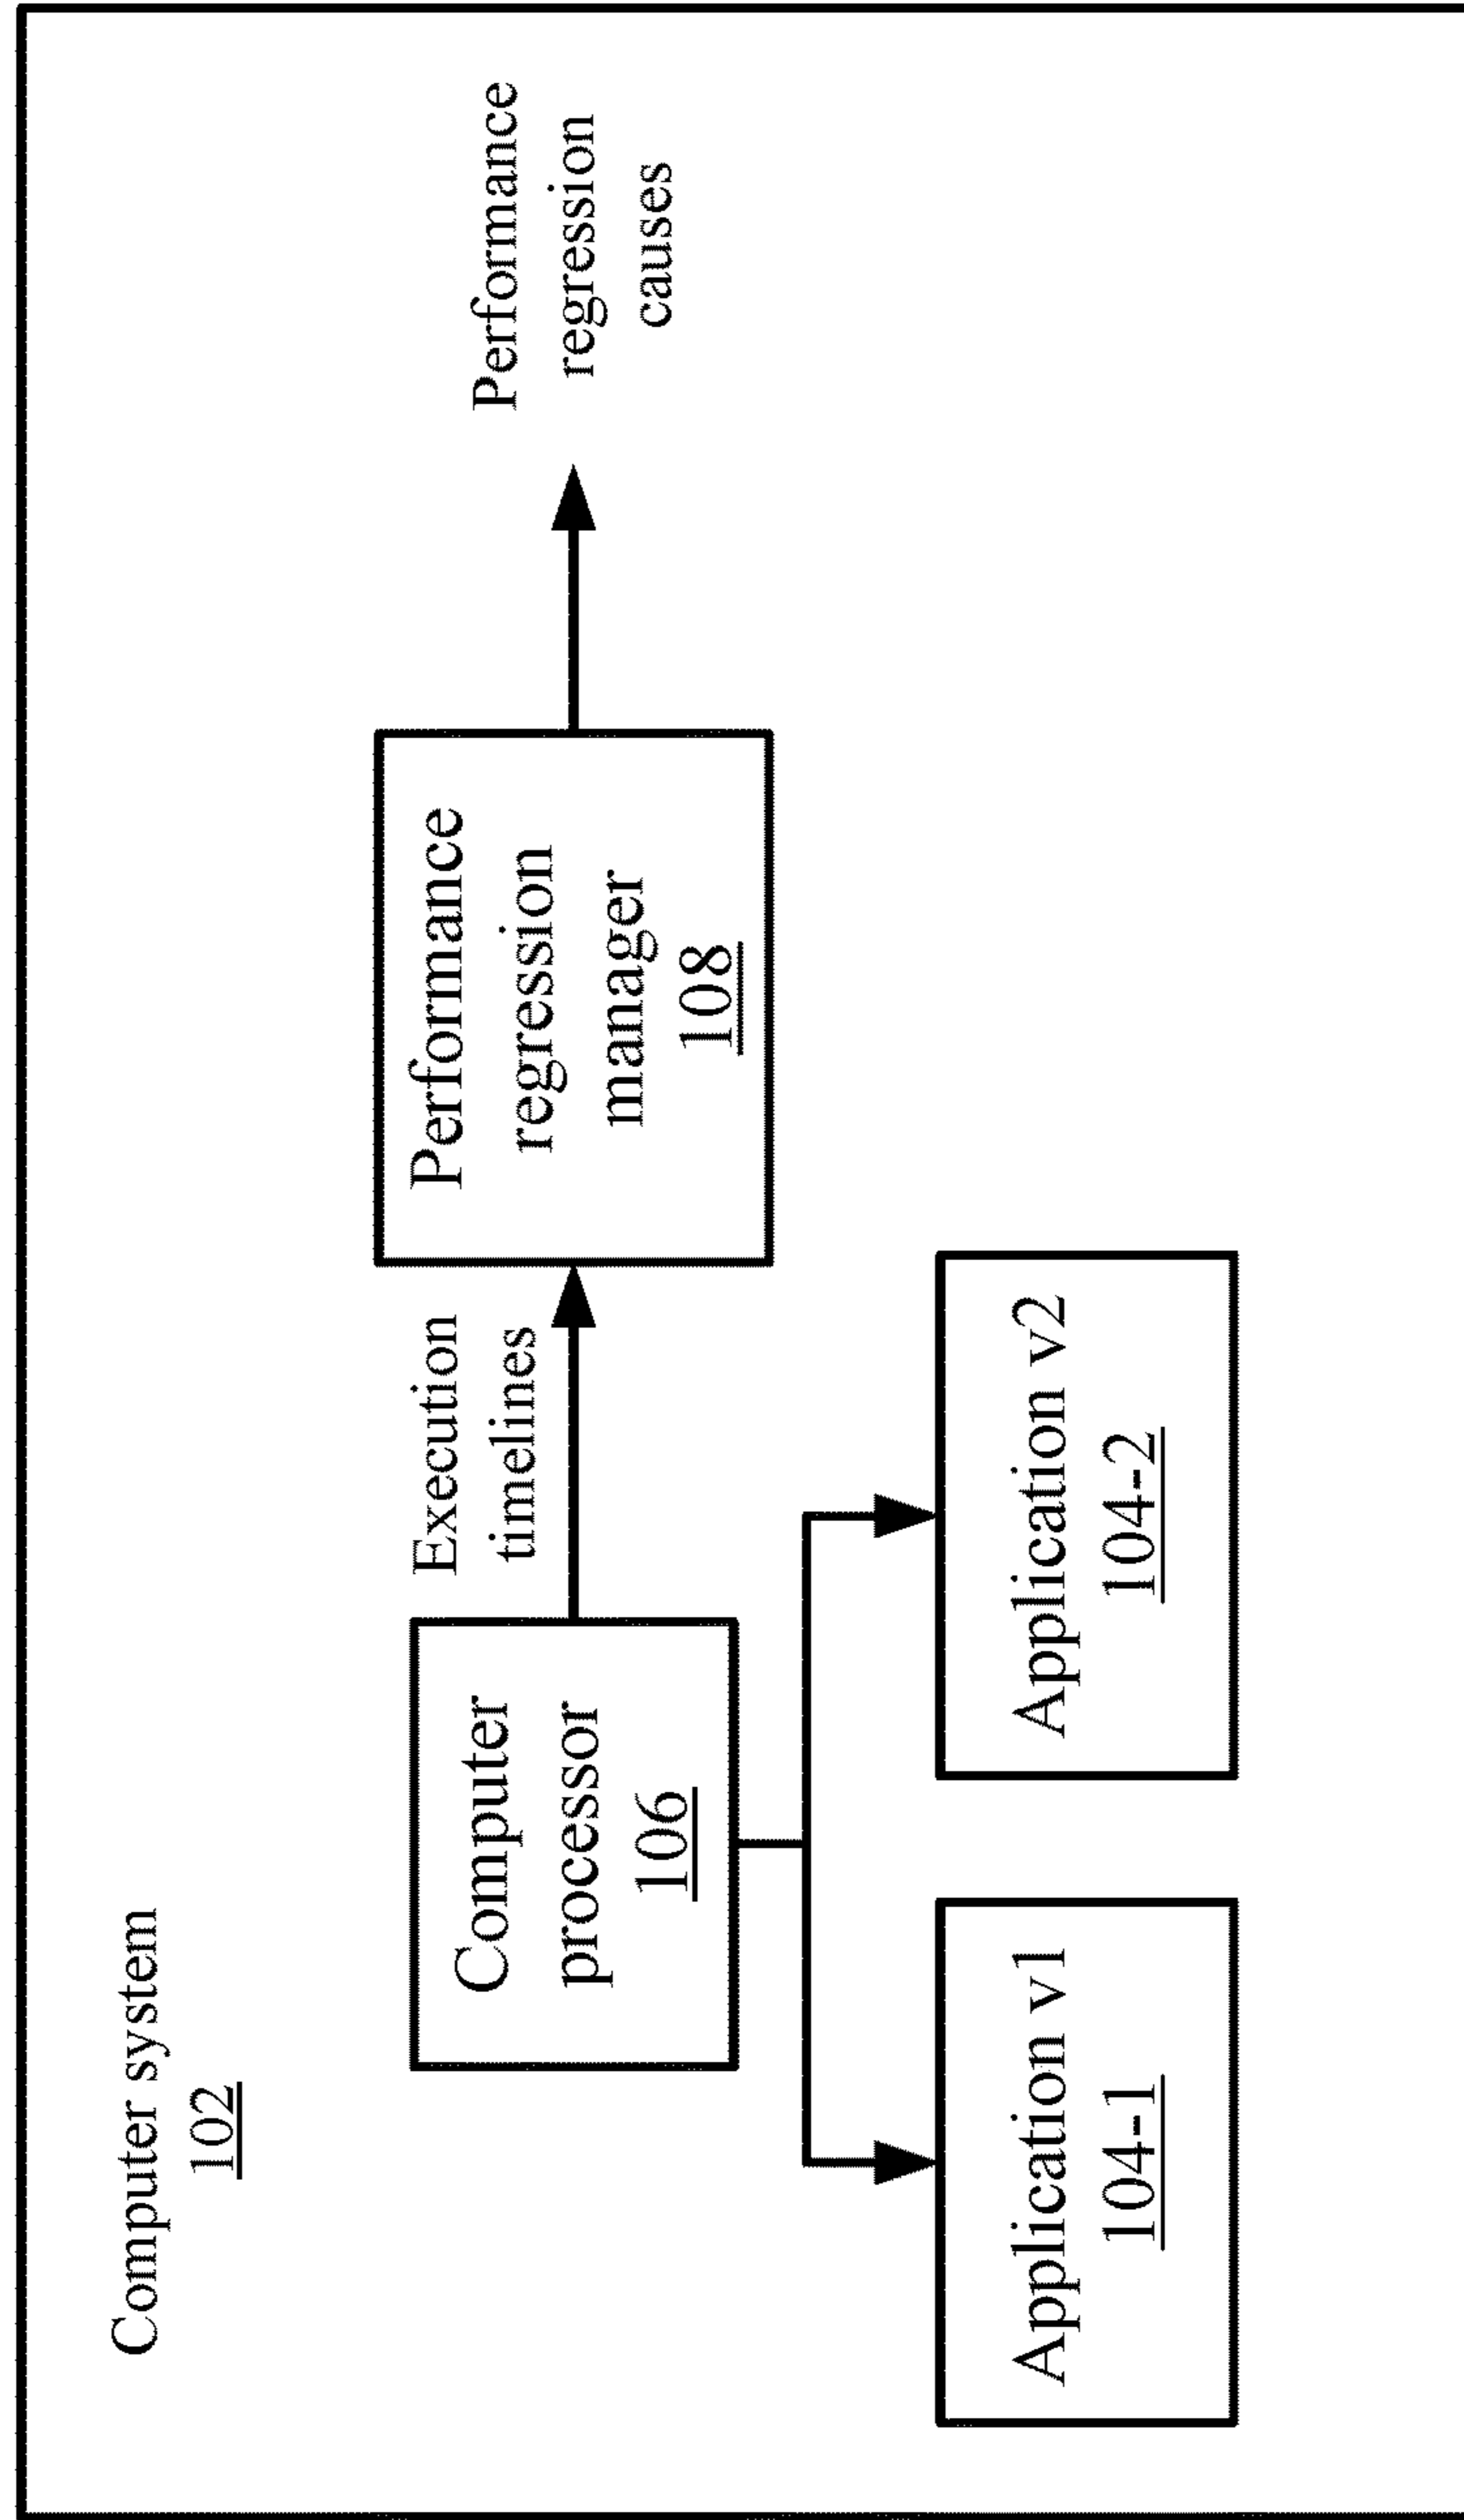 Computer system
102
Computer
processor
106
Execution
timelines
Performance
regression
manager
108
Performance
regression
causes
Application v1
104-1
Application v2
104-2